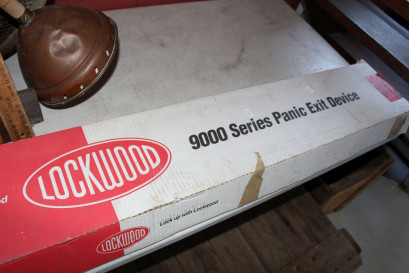 9000 Series Panic Exit Device
LOCKWOOD
Lock up with Lockwood
LOCKWOOD